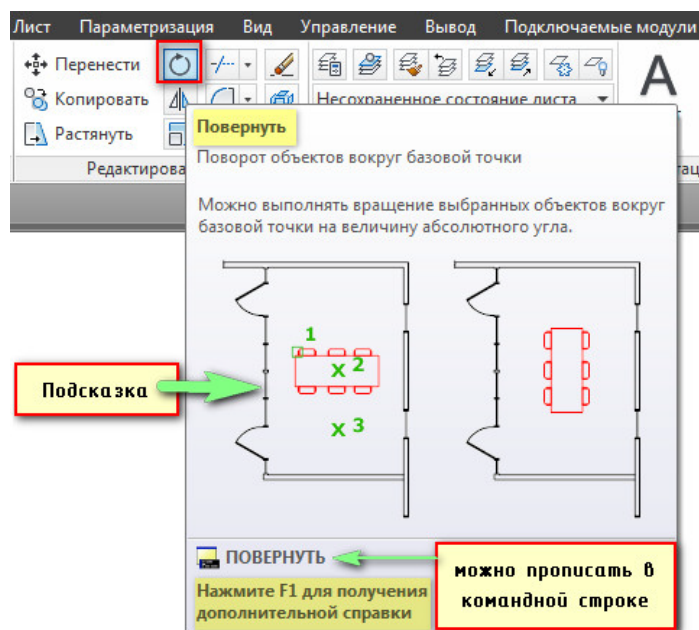 Лист Параметризация Вид Управление Вывод Подключаемые модули
Перенести
Копировать
Несохраненное состояние листа
Растянуть
Повернуть
Поворот объектов вокруг базовой точки
Можно выполнять вращение выбранных объектов вокруг
базовой точки на величину абсолютного угла.
1
x 2
x 3
Подсказка
ПОВЕРНУТЬ
можно прописать в
командной строке
Нажмите F1 для получения
дополнительной справки